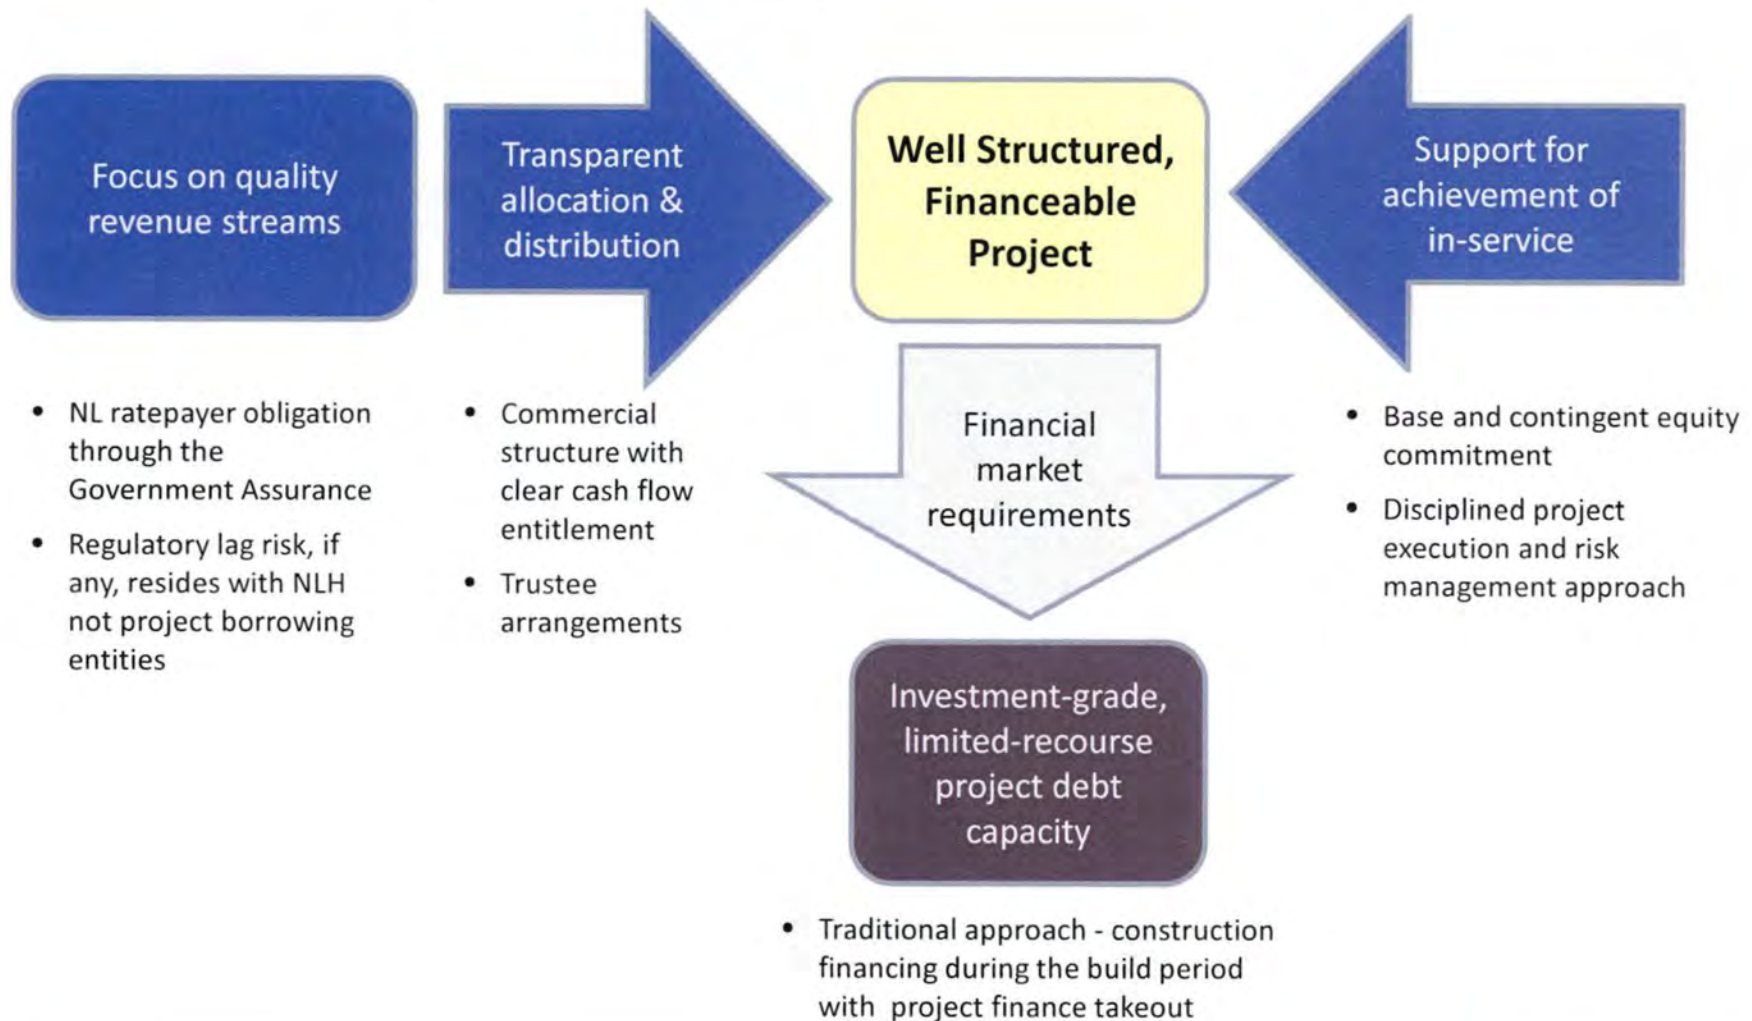 Focus on quality
revenue streams
Transparent
allocation &
distribution
Well Structured,
Financeable
Project
Support for
achievement of
in-service
• NL ratepayer obligation
through the
Government Assurance
• Regulatory lag risk, if
any, resides with NLH
not project borrowing
entities
• Commercial
structure with
clear cash flow
entitlement
• Trustee
arrangements
Financial
market
requirements
• Base and contingent equity
commitment
• Disciplined project
execution and risk
management approach
Investment-grade,
limited-recourse
project debt
capacity
• Traditional approach - construction
financing during the build period
with project finance takeout